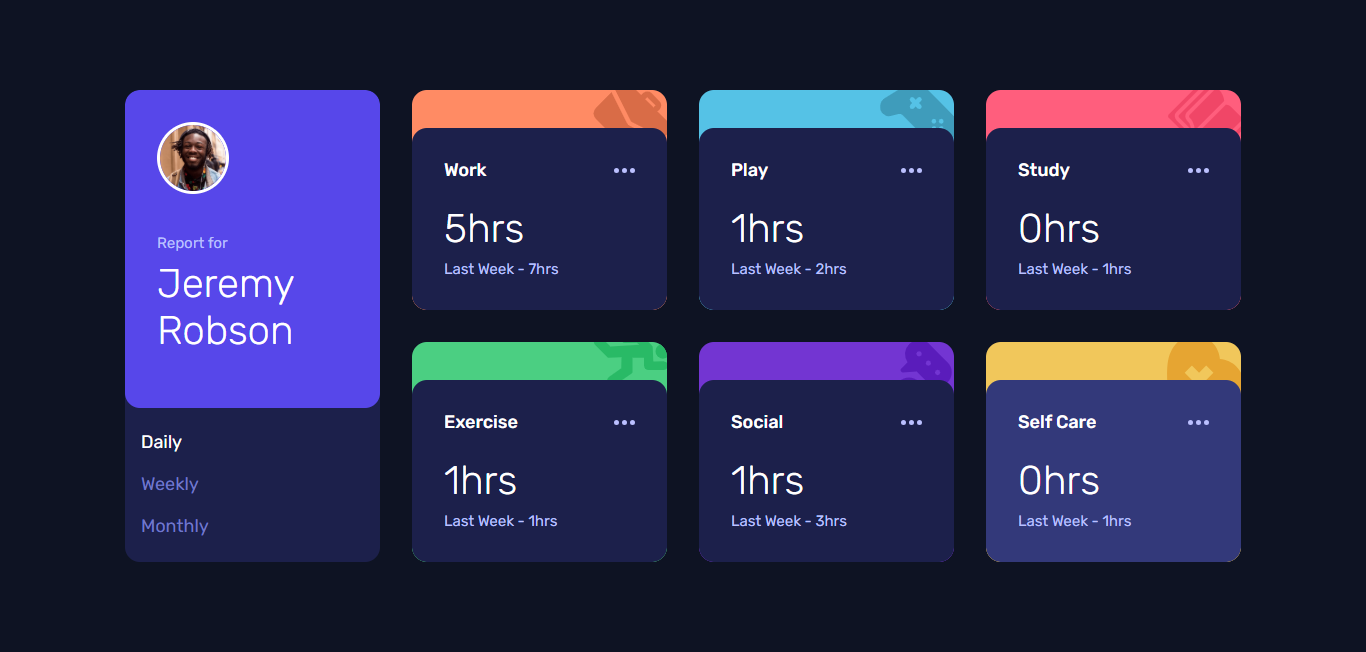 Report for
Jeremy
Robson
Daily
Weekly
Monthly
Work
5hrs
Last Week - 7hrs
Play
1hrs
Last Week - 2hrs
Study
0hrs
Last Week - 1hrs
Exercise
1hrs
Last Week - 1hrs
Social
1hrs
Last Week - 3hrs
Self Care
0hrs
Last Week - 1hrs